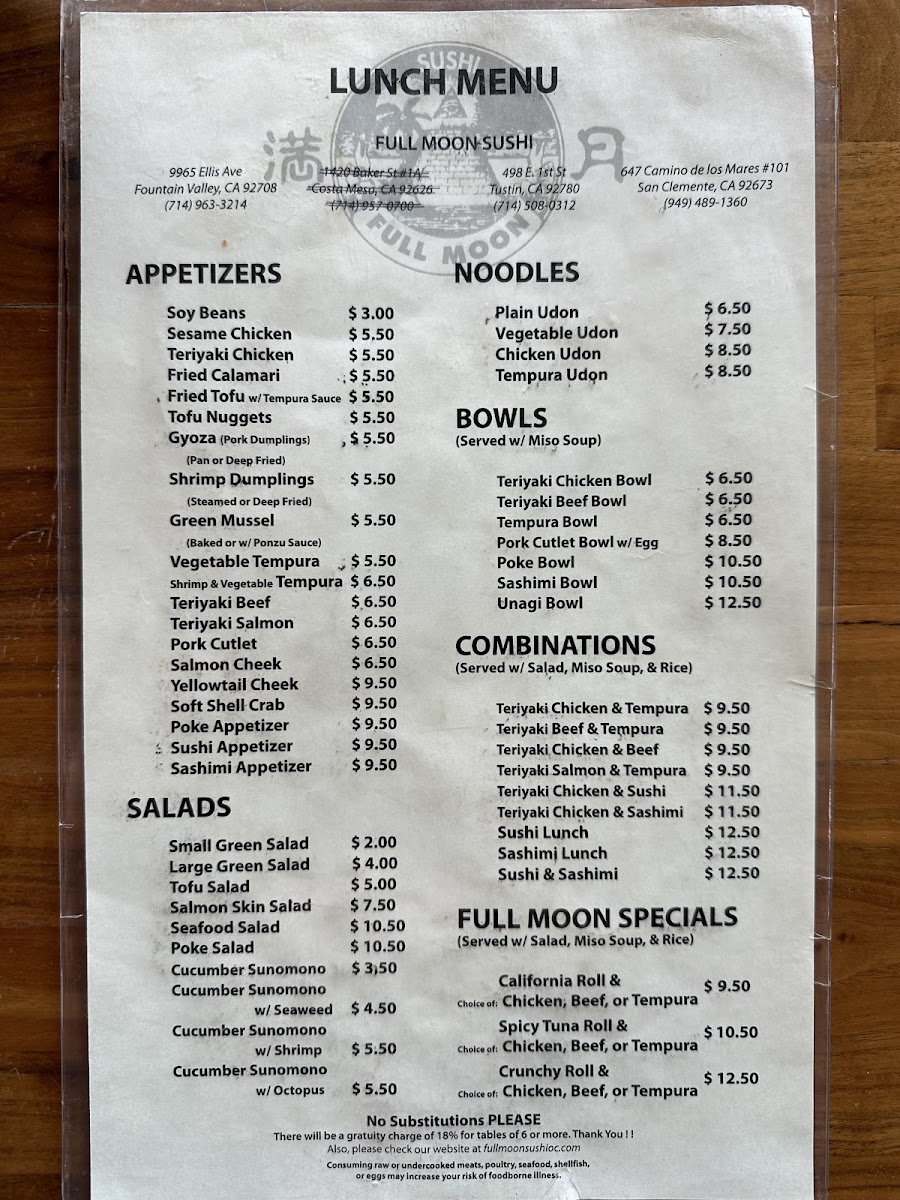 SUSHI
LUNCH MENU
FULL MOON SUSHI
満 月
9965 Ellis Ave
Fountain Valley, CA 92708
(714) 963-3214
1420 Baker St #1A
Costa Mesa, CA 92626
(714) 957-0700
498 E. 1st St
Tustin, CA 92780
(714) 508-0312
647 Camino de los Mares #101
San Clemente, CA 92673
(949) 489-1360
FULL MOON
APPETIZERS
Soy Beans $ 3.00
Sesame Chicken $ 5.50
Teriyaki Chicken $ 5.50
Fried Calamari $ 5.50
Fried Tofu w/ Tempura Sauce $ 5.50
Tofu Nuggets $ 5.50
Gyoza (Pork Dumplings) $ 5.50
(Pan or Deep Fried)
Shrimp Dumplings $ 5.50
(Steamed or Deep Fried)
Green Mussel $ 5.50
(Baked or w/ Ponzu Sauce)
Vegetable Tempura $ 5.50
Shrimp & Vegetable Tempura $ 6.50
Teriyaki Beef $ 6.50
Teriyaki Salmon $ 6.50
Pork Cutlet $ 6.50
Salmon Cheek $ 6.50
Yellowtail Cheek $ 9.50
Soft Shell Crab $ 9.50
Poke Appetizer $ 9.50
Sushi Appetizer $ 9.50
Sashimi Appetizer $ 9.50
SALADS
Small Green Salad $ 2.00
Large Green Salad $ 4.00
Tofu Salad $ 5.00
Salmon Skin Salad $ 7.50
Seafood Salad $ 10.50
Poke Salad $ 10.50
Cucumber Sunomono $ 3.50
Cucumber Sunomono
w/ Seaweed $ 4.50
Cucumber Sunomono
w/ Shrimp $ 5.50
Cucumber Sunomono
w/ Octopus $ 5.50
NOODLES
Plain Udon $ 6.50
Vegetable Udon $ 7.50
Chicken Udon $ 8.50
Tempura Udon $ 8.50
BOWLS
(Served w/ Miso Soup)
Teriyaki Chicken Bowl $ 6.50
Teriyaki Beef Bowl $ 6.50
Tempura Bowl $ 6.50
Pork Cutlet Bowl w/ Egg $ 8.50
Poke Bowl $ 10.50
Sashimi Bowl $ 10.50
Unagi Bowl $ 12.50
COMBINATIONS
(Served w/ Salad, Miso Soup, & Rice)
Teriyaki Chicken & Tempura $ 9.50
Teriyaki Beef & Tempura $ 9.50
Teriyaki Chicken & Beef $ 9.50
Teriyaki Salmon & Tempura $ 9.50
Teriyaki Chicken & Sushi $ 11.50
Teriyaki Chicken & Sashimi $ 11.50
Sushi Lunch $ 12.50
Sashimi Lunch $ 12.50
Sushi & Sashimi $ 12.50
FULL MOON SPECIALS
(Served w/ Salad, Miso Soup, & Rice)
California Roll & $ 9.50
Choice of: Chicken, Beef, or Tempura
Spicy Tuna Roll & $ 10.50
Choice of: Chicken, Beef, or Tempura
Crunchy Roll & $ 12.50
Choice of: Chicken, Beef, or Tempura
No Substitutions PLEASE
There will be a gratuity charge of 18% for tables of 6 or more. Thank You ! !
Also, please check our website at fullmoonsushioc.com
Consuming raw or undercooked meats, poultry, seafood, shellfish,
or eggs may increase your risk of foodborne illness.